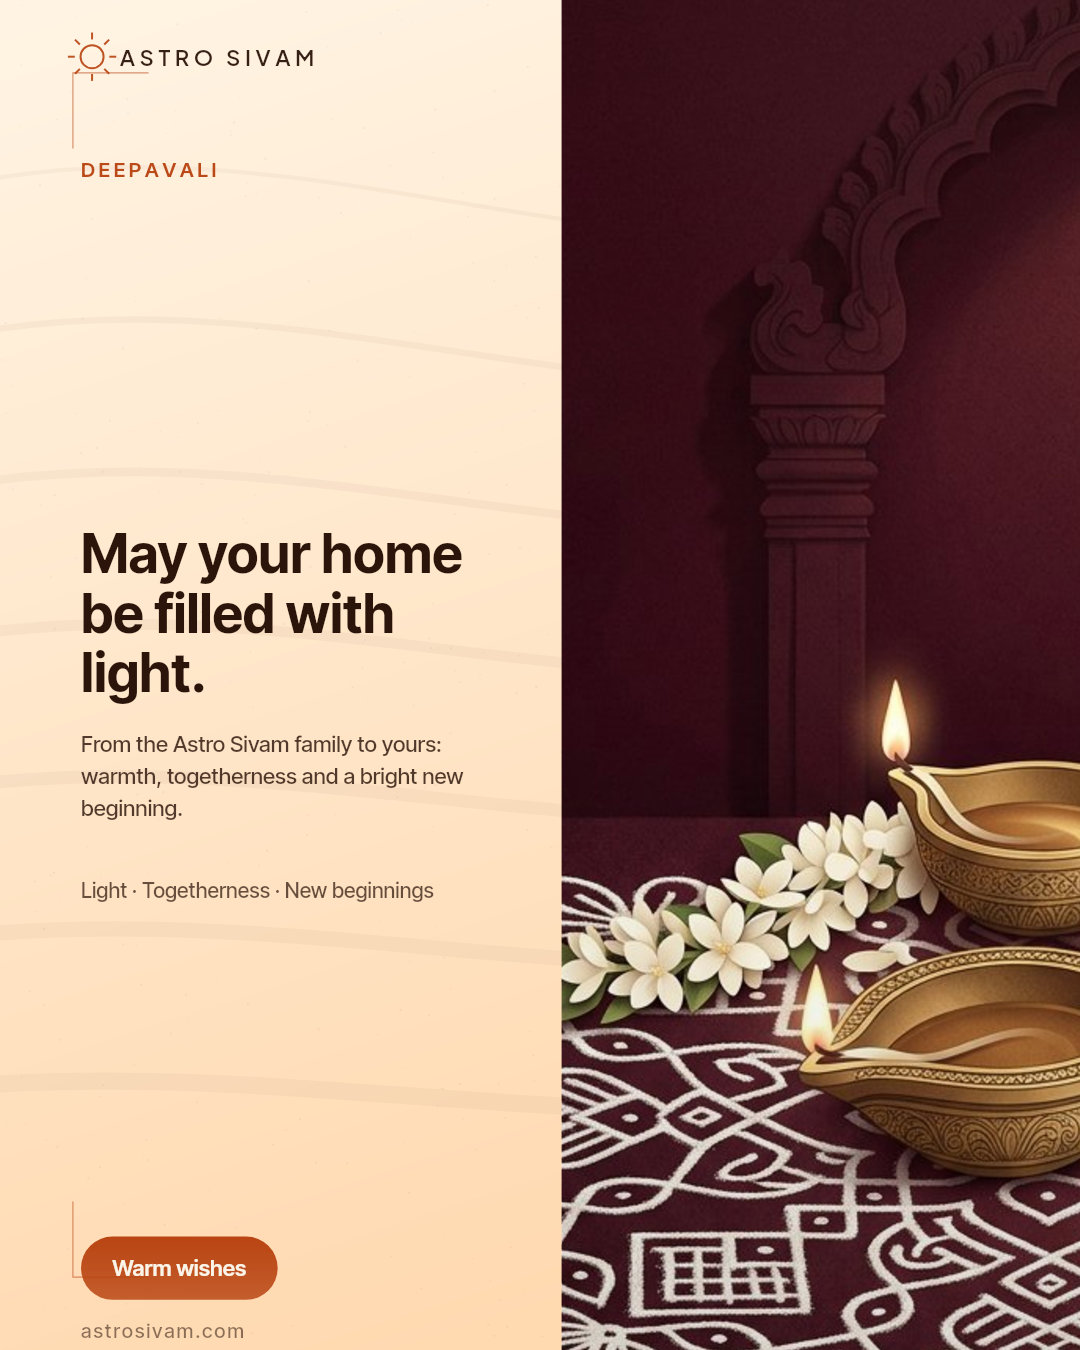 ASTRO SIVAM
DEEPAVALI
May your home
be filled with
light.
From the Astro Sivam family to yours:
warmth, togetherness and a bright new
beginning.
Light · Togetherness · New beginnings
Warm wishes
astrosivam.com